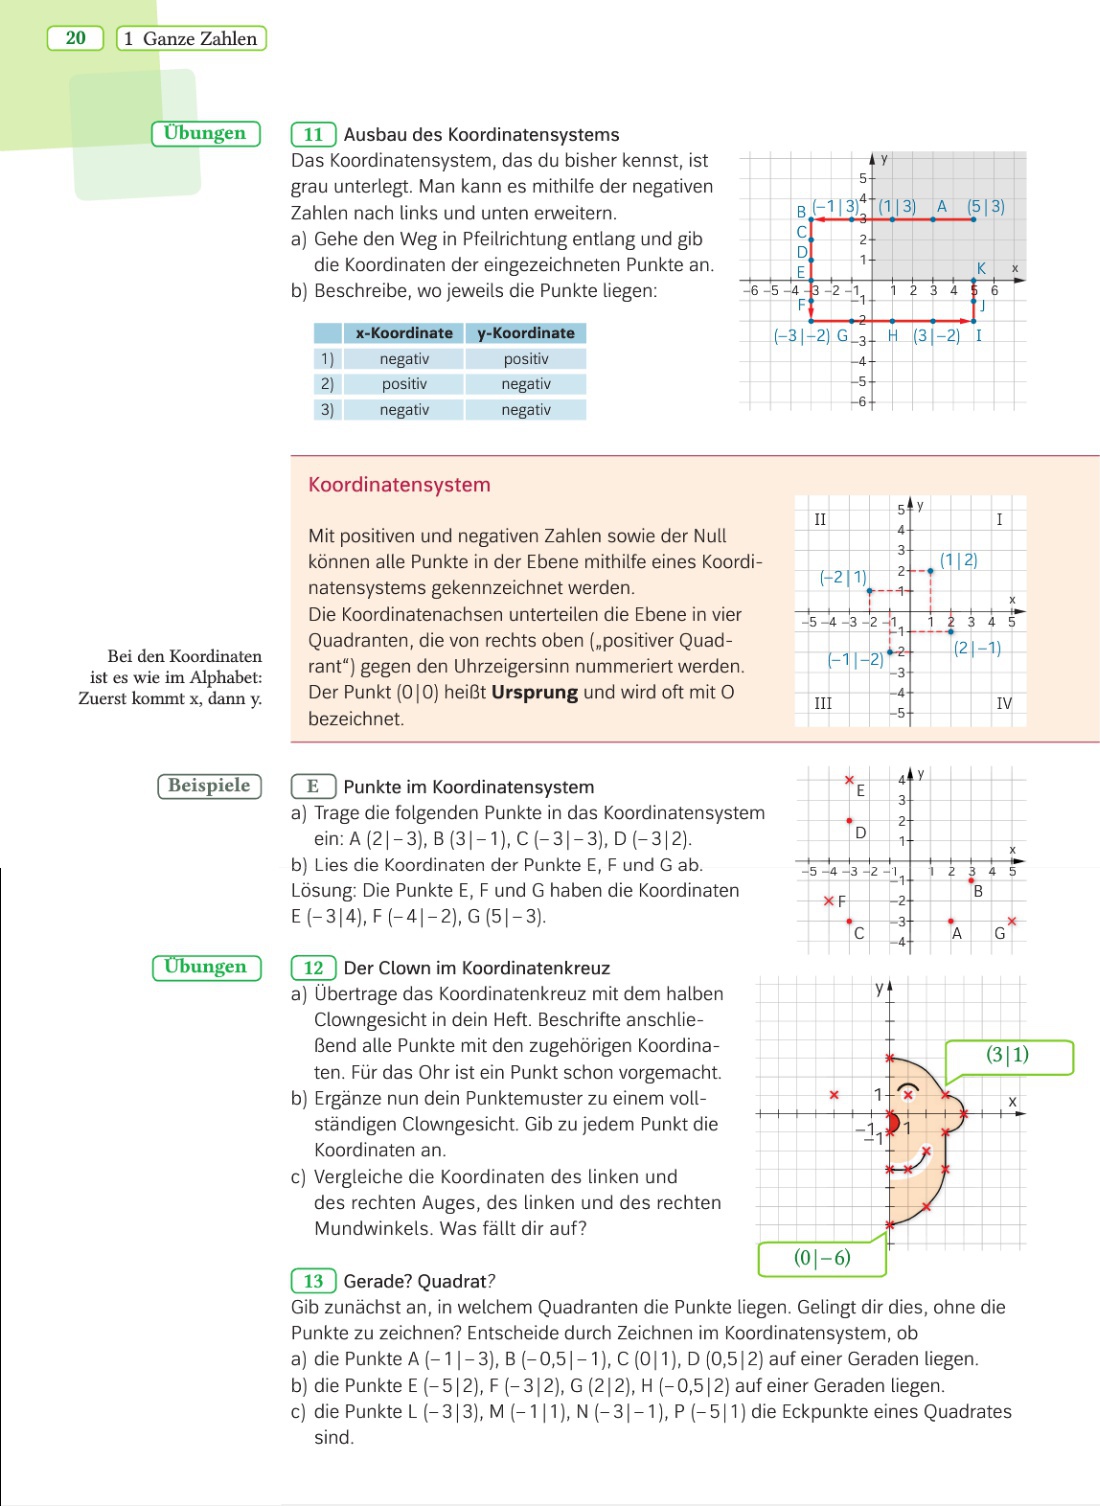 20 1 Ganze Zahlen
Übungen
11 Ausbau des Koordinatensystems
Das Koordinatensystem, das du bisher kennst, ist
grau unterlegt. Man kann es mithilfe der negativen
Zahlen nach links und unten erweitern.
a) Gehe den Weg in Pfeilrichtung entlang und gib
die Koordinaten der eingezeichneten Punkte an.
b) Beschreibe, wo jeweils die Punkte liegen:
x-Koordinate y-Koordinate
1) negativ positiv
2) positiv negativ
3) negativ negativ
y
5
4
B (−1|3) (1|3) A (5|3)
3
C
2
D
1
E K x
−6 −5 −4 −3 −2 −1 1 2 3 4 5 6
F −1 J
−2
(−3|−2) G −3 H (3|−2) I
−4
−5
−6
Koordinatensystem
Mit positiven und negativen Zahlen sowie der Null
können alle Punkte in der Ebene mithilfe eines Koordi-
natensystems gekennzeichnet werden.
Die Koordinatenachsen unterteilen die Ebene in vier
Quadranten, die von rechts oben („positiver Quad-
rant“) gegen den Uhrzeigersinn nummeriert werden.
Der Punkt (0|0) heißt Ursprung und wird oft mit O
bezeichnet.
Bei den Koordinaten
ist es wie im Alphabet:
Zuerst kommt x, dann y.
5 y
II I
4
3
(1|2)
2
(−2|1)
1
x
−5 −4 −3 −2 −1 1 2 3 4 5
−1
(2|−1)
−2
(−1|−2)
−3
−4
III IV
−5
Beispiele
E Punkte im Koordinatensystem
a) Trage die folgenden Punkte in das Koordinatensystem
ein: A (2|−3), B (3|−1), C (−3|−3), D (−3|2).
b) Lies die Koordinaten der Punkte E, F und G ab.
Lösung: Die Punkte E, F und G haben die Koordinaten
E (−3|4), F (−4|−2), G (5|−3).
4 y
E
3
2
D
1
x
−5 −4 −3 −2 −1 1 2 3 4 5
−1
B
F −2
−3
C A G
−4
Übungen
12 Der Clown im Koordinatenkreuz
a) Übertrage das Koordinatenkreuz mit dem halben
Clowngesicht in dein Heft. Beschrifte anschlie-
ßend alle Punkte mit den zugehörigen Koordina-
ten. Für das Ohr ist ein Punkt schon vorgemacht.
b) Ergänze nun dein Punktemuster zu einem voll-
ständigen Clowngesicht. Gib zu jedem Punkt die
Koordinaten an.
c) Vergleiche die Koordinaten des linken und
des rechten Auges, des linken und des rechten
Mundwinkels. Was fällt dir auf?
y
(3|1)
1
x
−1 1
−1
(0|−6)
13 Gerade? Quadrat?
Gib zunächst an, in welchem Quadranten die Punkte liegen. Gelingt dir dies, ohne die
Punkte zu zeichnen? Entscheide durch Zeichnen im Koordinatensystem, ob
a) die Punkte A (−1|−3), B (−0,5|−1), C (0|1), D (0,5|2) auf einer Geraden liegen.
b) die Punkte E (−5|2), F (−3|2), G (2|2), H (−0,5|2) auf einer Geraden liegen.
c) die Punkte L (−3|3), M (−1|1), N (−3|−1), P (−5|1) die Eckpunkte eines Quadrates
sind.